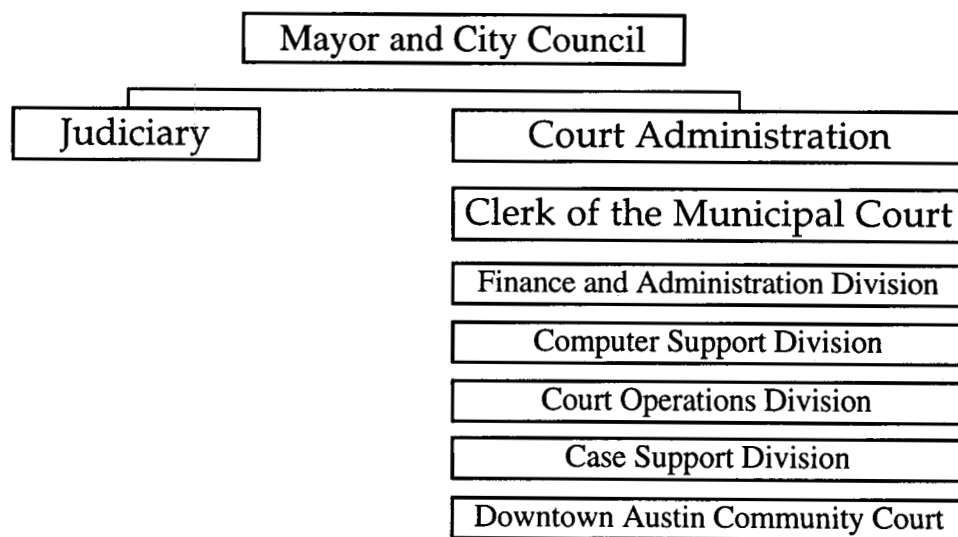 Mayor and City Council
Judiciary
Court Administration
Clerk of the Municipal Court
Finance and Administration Division
Computer Support Division
Court Operations Division
Case Support Division
Downtown Austin Community Court